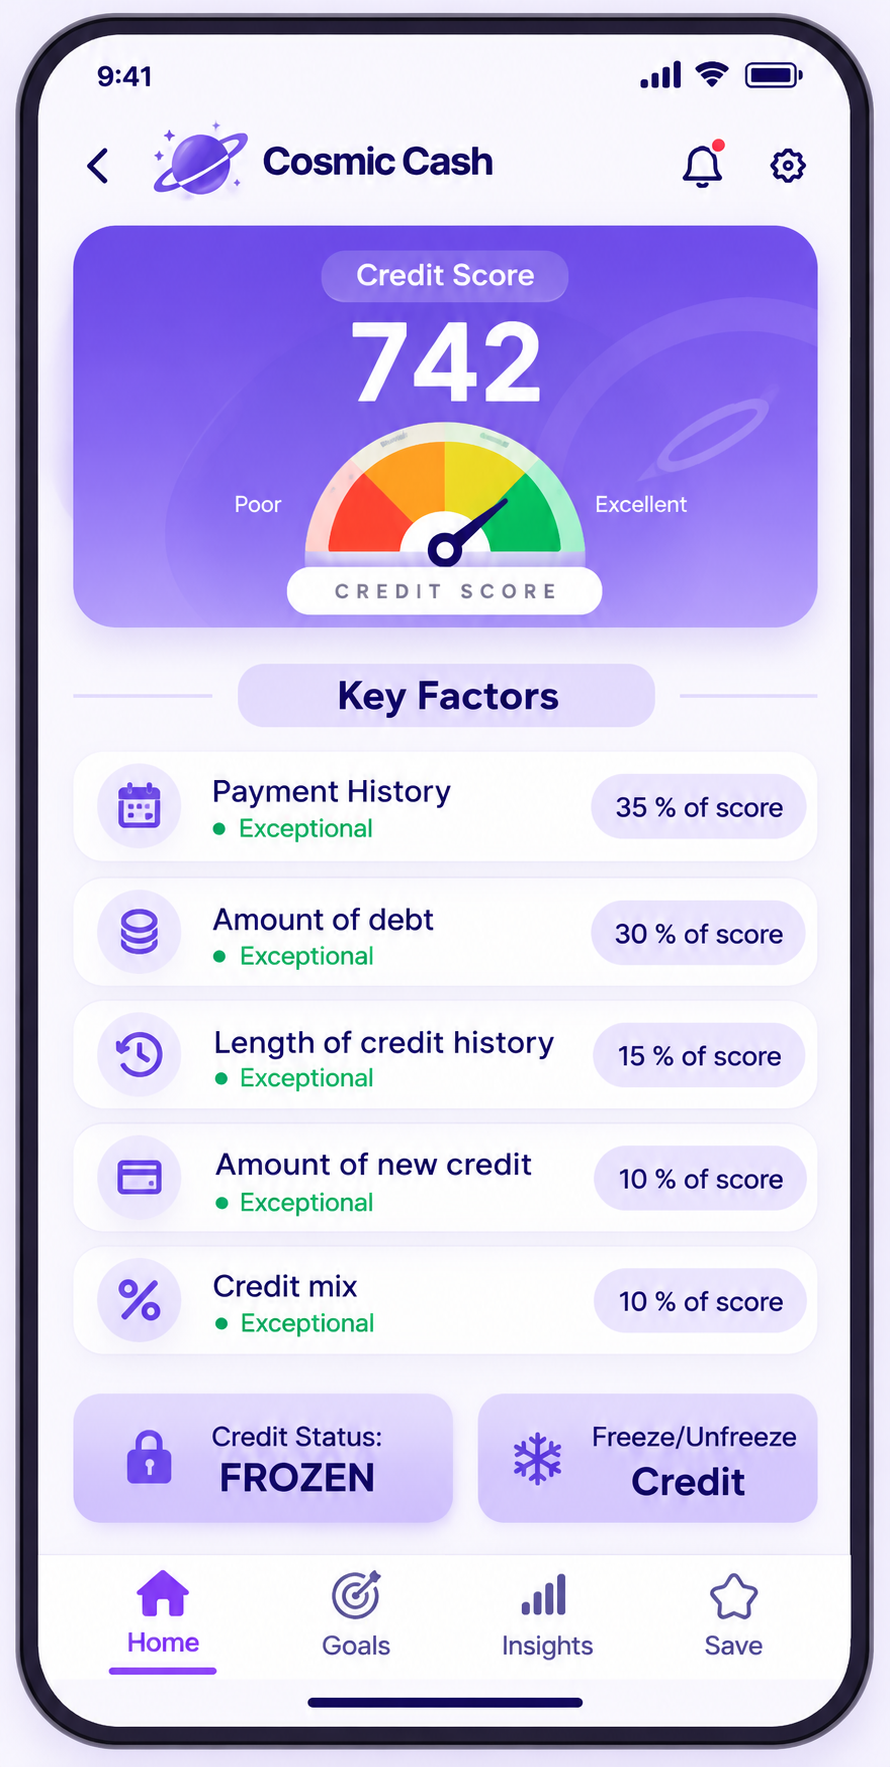 9:41
Cosmic Cash
Credit Score
742
Poor
Excellent
CREDIT SCORE
Key Factors
Payment History
35 % of score
Exceptional
Amount of debt
30 % of score
Exceptional
Length of credit history
15 % of score
Exceptional
Amount of new credit
10 % of score
Exceptional
Credit mix
10 % of score
Exceptional
Credit Status:
FROZEN
Freeze/Unfreeze
Credit
Home
Goals
Insights
Save